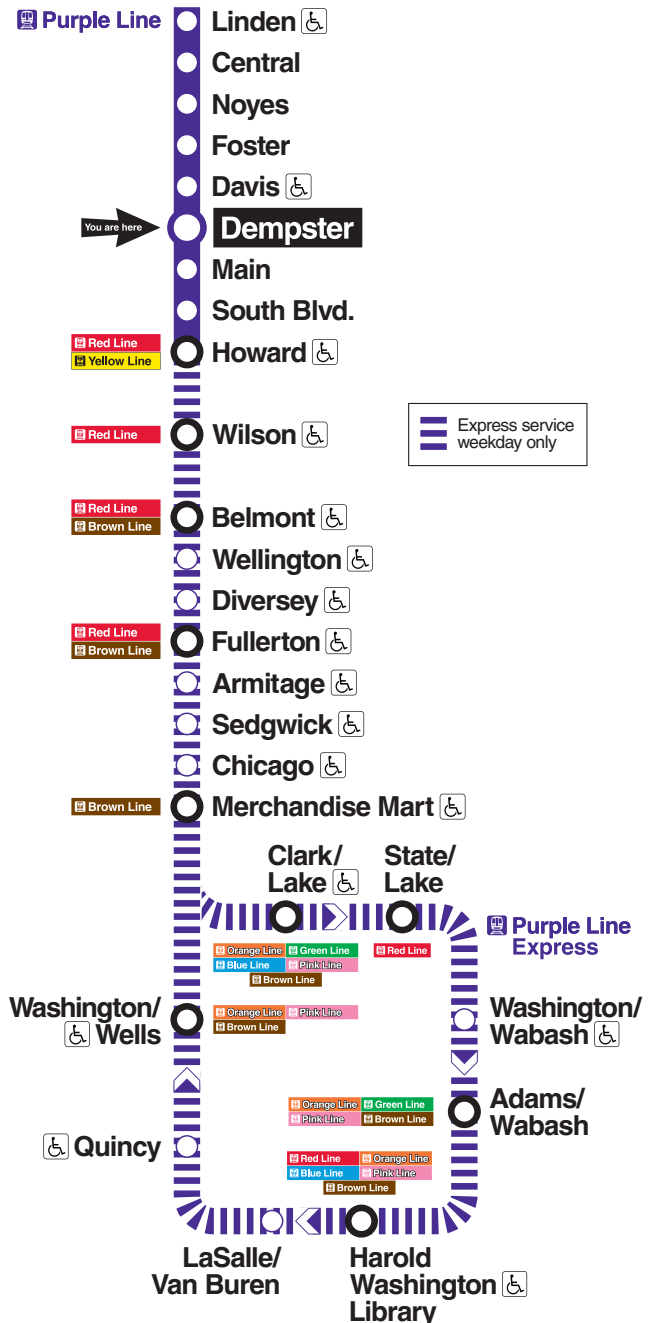 Purple Line
Linden
Central
Noyes
Foster
Davis
You are here
Dempster
Main
South Blvd.
Red Line
Yellow Line
Howard
Red Line
Wilson
Express service
weekday only
Red Line
Brown Line
Belmont
Wellington
Diversey
Red Line
Brown Line
Fullerton
Armitage
Sedgwick
Chicago
Brown Line
Merchandise Mart
Clark/
Lake
State/
Lake
Purple Line
Express
Orange Line Green Line
Blue Line Pink Line
Brown Line
Red Line
Washington/
Wells
Orange Line Pink Line
Brown Line
Washington/
Wabash
Orange Line Green Line
Pink Line Brown Line
Adams/
Wabash
Quincy
Red Line Orange Line
Blue Line Pink Line
Brown Line
LaSalle/
Van Buren
Harold
Washington
Library